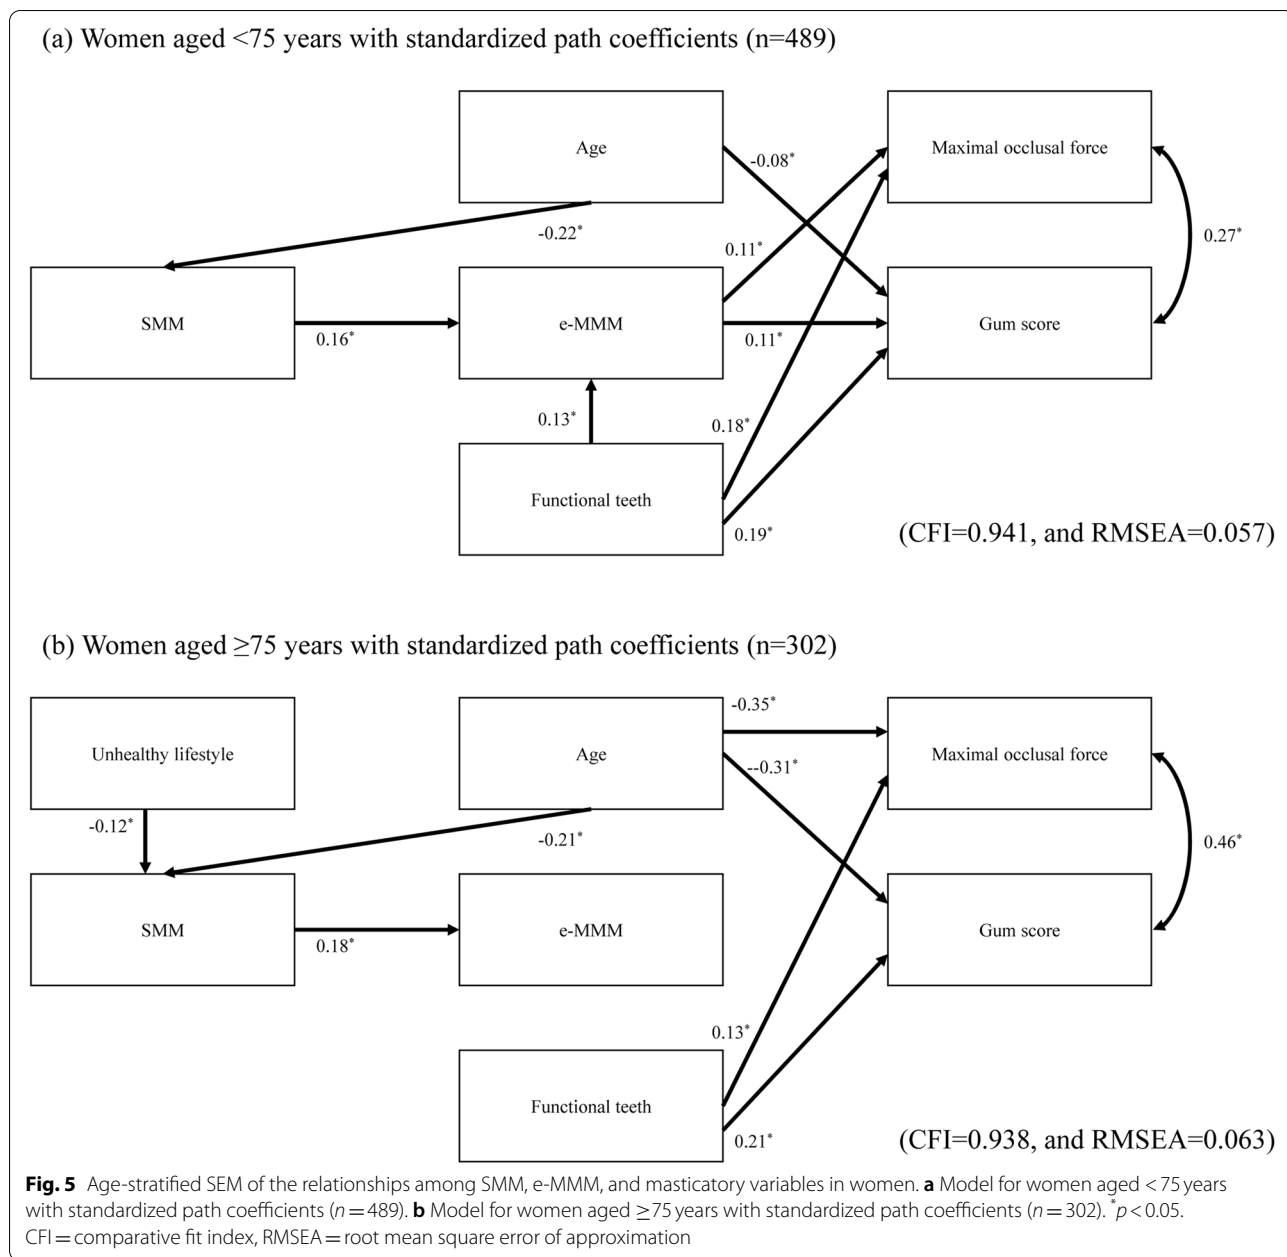 (a) Women aged <75 years with standardized path coefficients (n=489)
Age
Maximal occlusal force
-0.08*
-0.22*
0.11*
0.27*
SMM
0.16*
e-MMM
0.11*
Gum score
0.13*
0.18*
Functional teeth
0.19*
(CFI=0.941, and RMSEA=0.057)
(b) Women aged ≥75 years with standardized path coefficients (n=302)
Unhealthy lifestyle
Age
-0.35*
Maximal occlusal force
--0.31*
-0.12*
-0.21*
0.46*
SMM
0.18*
e-MMM
Gum score
0.13*
Functional teeth
0.21*
(CFI=0.938, and RMSEA=0.063)
Fig. 5 Age-stratified SEM of the relationships among SMM, e-MMM, and masticatory variables in women. a Model for women aged < 75 years
with standardized path coefficients (n = 489). b Model for women aged ≥75 years with standardized path coefficients (n = 302). *p < 0.05.
CFI = comparative fit index, RMSEA = root mean square error of approximation